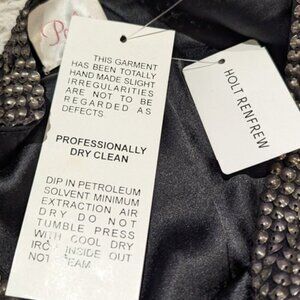 THIS GARMENT
HAS BEEN TOTALLY
HAND MADE SLIGHT
IRREGULARITIES
ARE NOT TO BE
REGARDED AS
DEFECTS.
PROFESSIONALLY
DRY CLEAN
DIP IN PETROLEUM
SOLVENT MINIMUM
EXTRACTION AIR
DRY DO NOT
TUMBLE PRESS
WITH COOL DRY
IRON INSIDE OUT
NOT STEAM
HOLT RENFREW